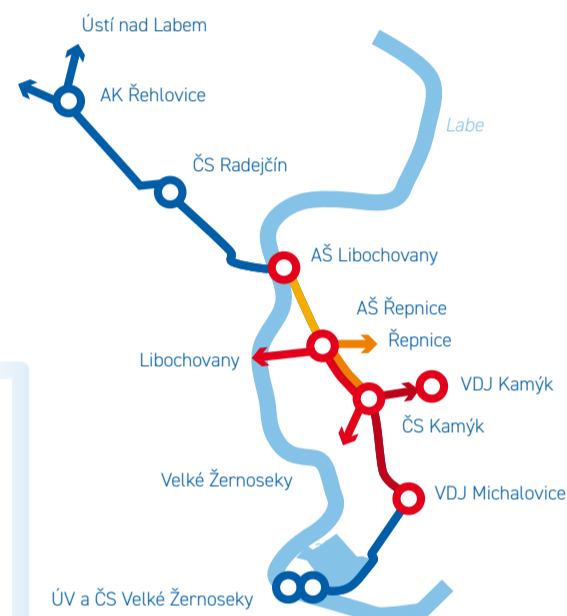 Ústí nad Labem
AK Řehlovice
Labe
ČS Radejčín
AŠ Libochovany
AŠ Řepnice
Řepnice
Libochovany
VDJ Kamýk
ČS Kamýk
Velké Žernoseky
VDJ Michalovice
ÚV a ČS Velké Žernoseky